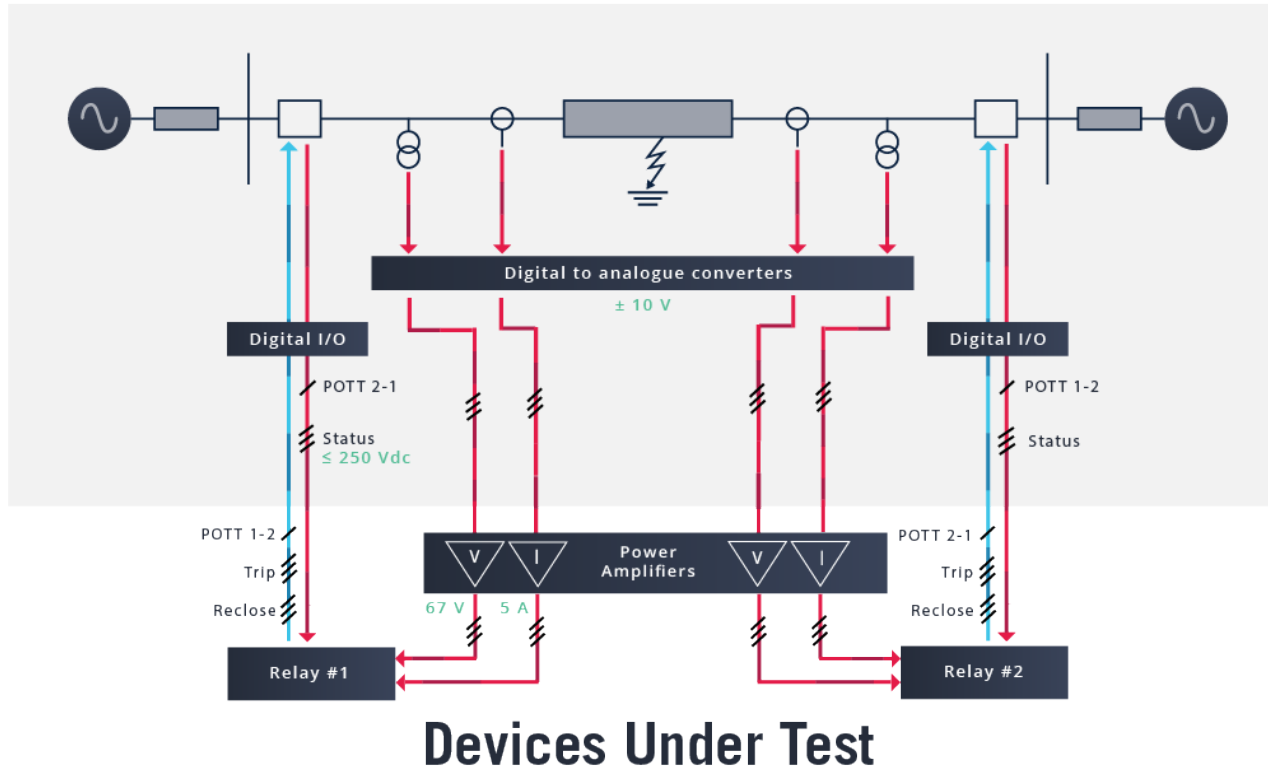 Digital to analogue converters
± 10 V
Digital I/O
Digital I/O
POTT 2-1
POTT 1-2
Status
≤ 250 Vdc
Status
POTT 1-2
Trip
Reclose
POTT 2-1
Trip
Reclose
V
I
Power
Amplifiers
V
I
67 V
5 A
Relay #1
Relay #2
Devices Under Test